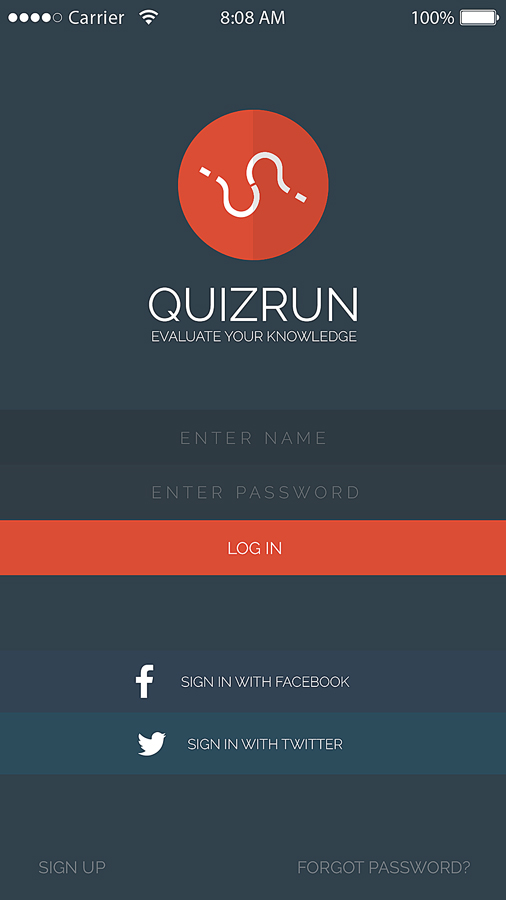 Carrier 8:08 AM 100%
QUIZRUN
EVALUATE YOUR KNOWLEDGE
ENTER NAME
ENTER PASSWORD
LOG IN
SIGN IN WITH FACEBOOK
SIGN IN WITH TWITTER
SIGN UP FORGOT PASSWORD?